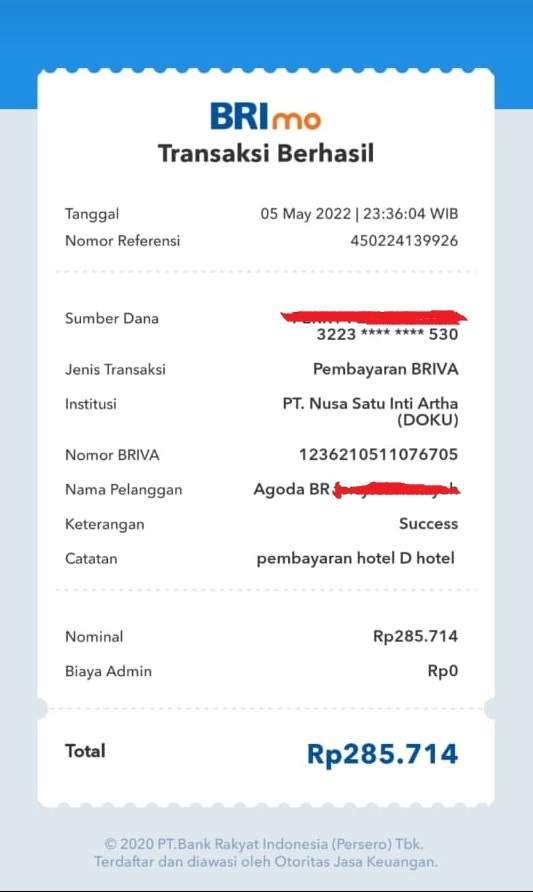 BRImo
Transaksi Berhasil
Tanggal 05 May 2022 | 23:36:04 WIB
Nomor Referensi 450224139926
Sumber Dana
3223 **** **** 530
Jenis Transaksi Pembayaran BRIVA
Institusi PT. Nusa Satu Inti Artha
(DOKU)
Nomor BRIVA 1236210511076705
Nama Pelanggan Agoda BR
Keterangan Success
Catatan pembayaran hotel D hotel
Nominal Rp285.714
Biaya Admin Rp0
Total Rp285.714
© 2020 PT.Bank Rakyat Indonesia (Persero) Tbk.
Terdaftar dan diawasi oleh Otoritas Jasa Keuangan.